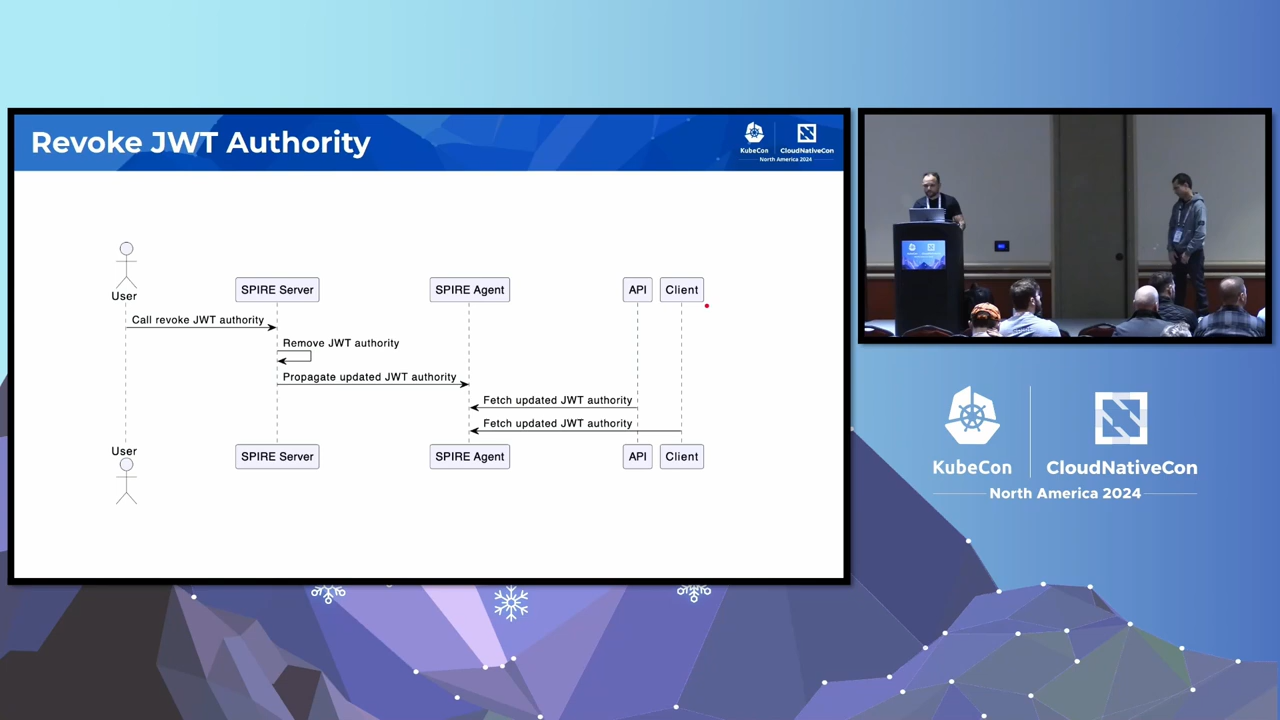 Revoke JWT Authority
KubeCon
CloudNativeCon
North America 2024
User
SPIRE Server
SPIRE Agent
API
Client
Call revoke JWT authority
Remove JWT authority
Propagate updated JWT authority
Fetch updated JWT authority
Fetch updated JWT authority
User
SPIRE Server
SPIRE Agent
API
Client
KubeCon
CloudNativeCon
North America 2024